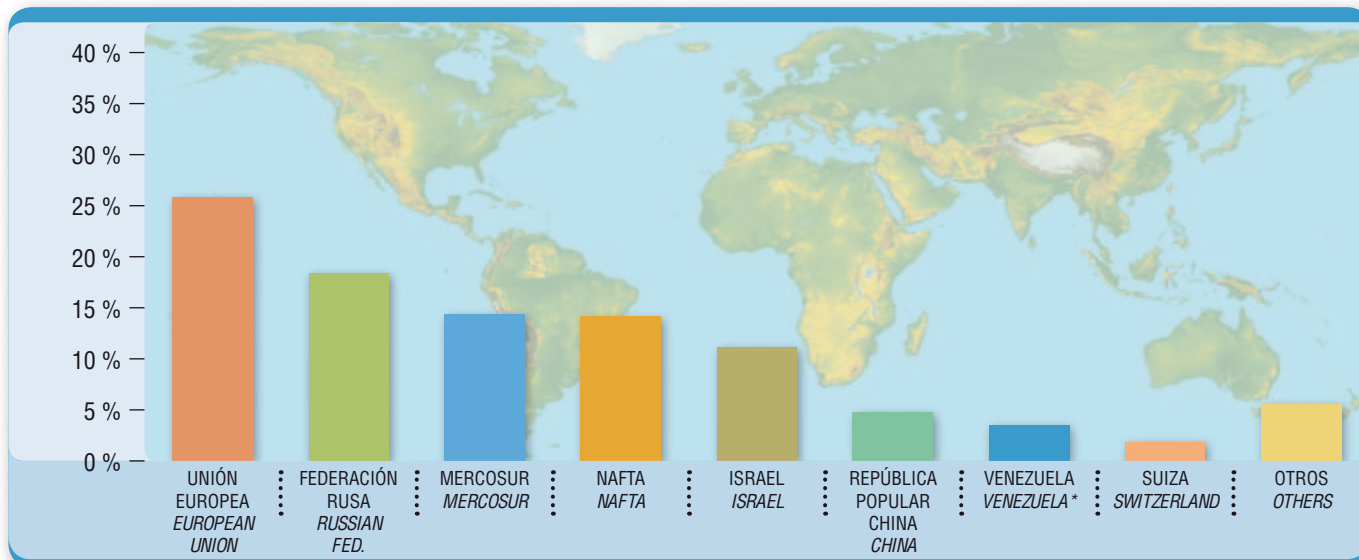 40 %
35 %
30 %
25 %
20 %
15 %
10 %
5 %
0 %
UNIÓN
EUROPEA
EUROPEAN
UNION
FEDERACIÓN
RUSA
RUSSIAN
FED.
MERCOSUR
MERCOSUR
NAFTA
NAFTA
ISRAEL
ISRAEL
REPÚBLICA
POPULAR
CHINA
CHINA
VENEZUELA
VENEZUELA*
SUIZA
SWITZERLAND
OTROS
OTHERS